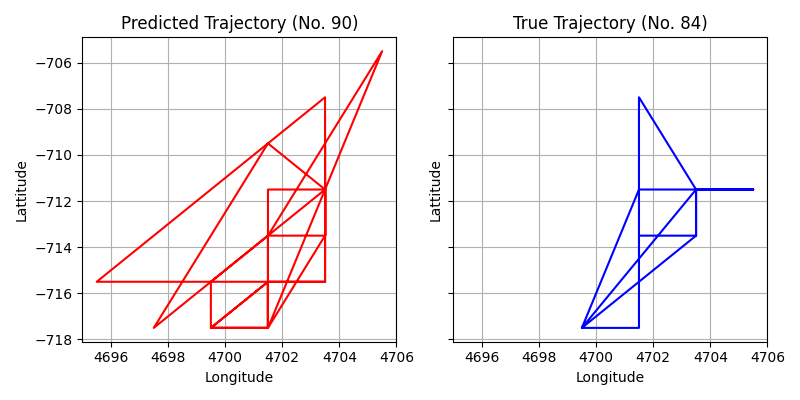 Predicted Trajectory (No. 90)
True Trajectory (No. 84)
−706
−708
−710
−712
−714
−716
−718
Lattitude
Lattitude
4696 4698 4700 4702 4704 4706
4696 4698 4700 4702 4704 4706
Longitude
Longitude